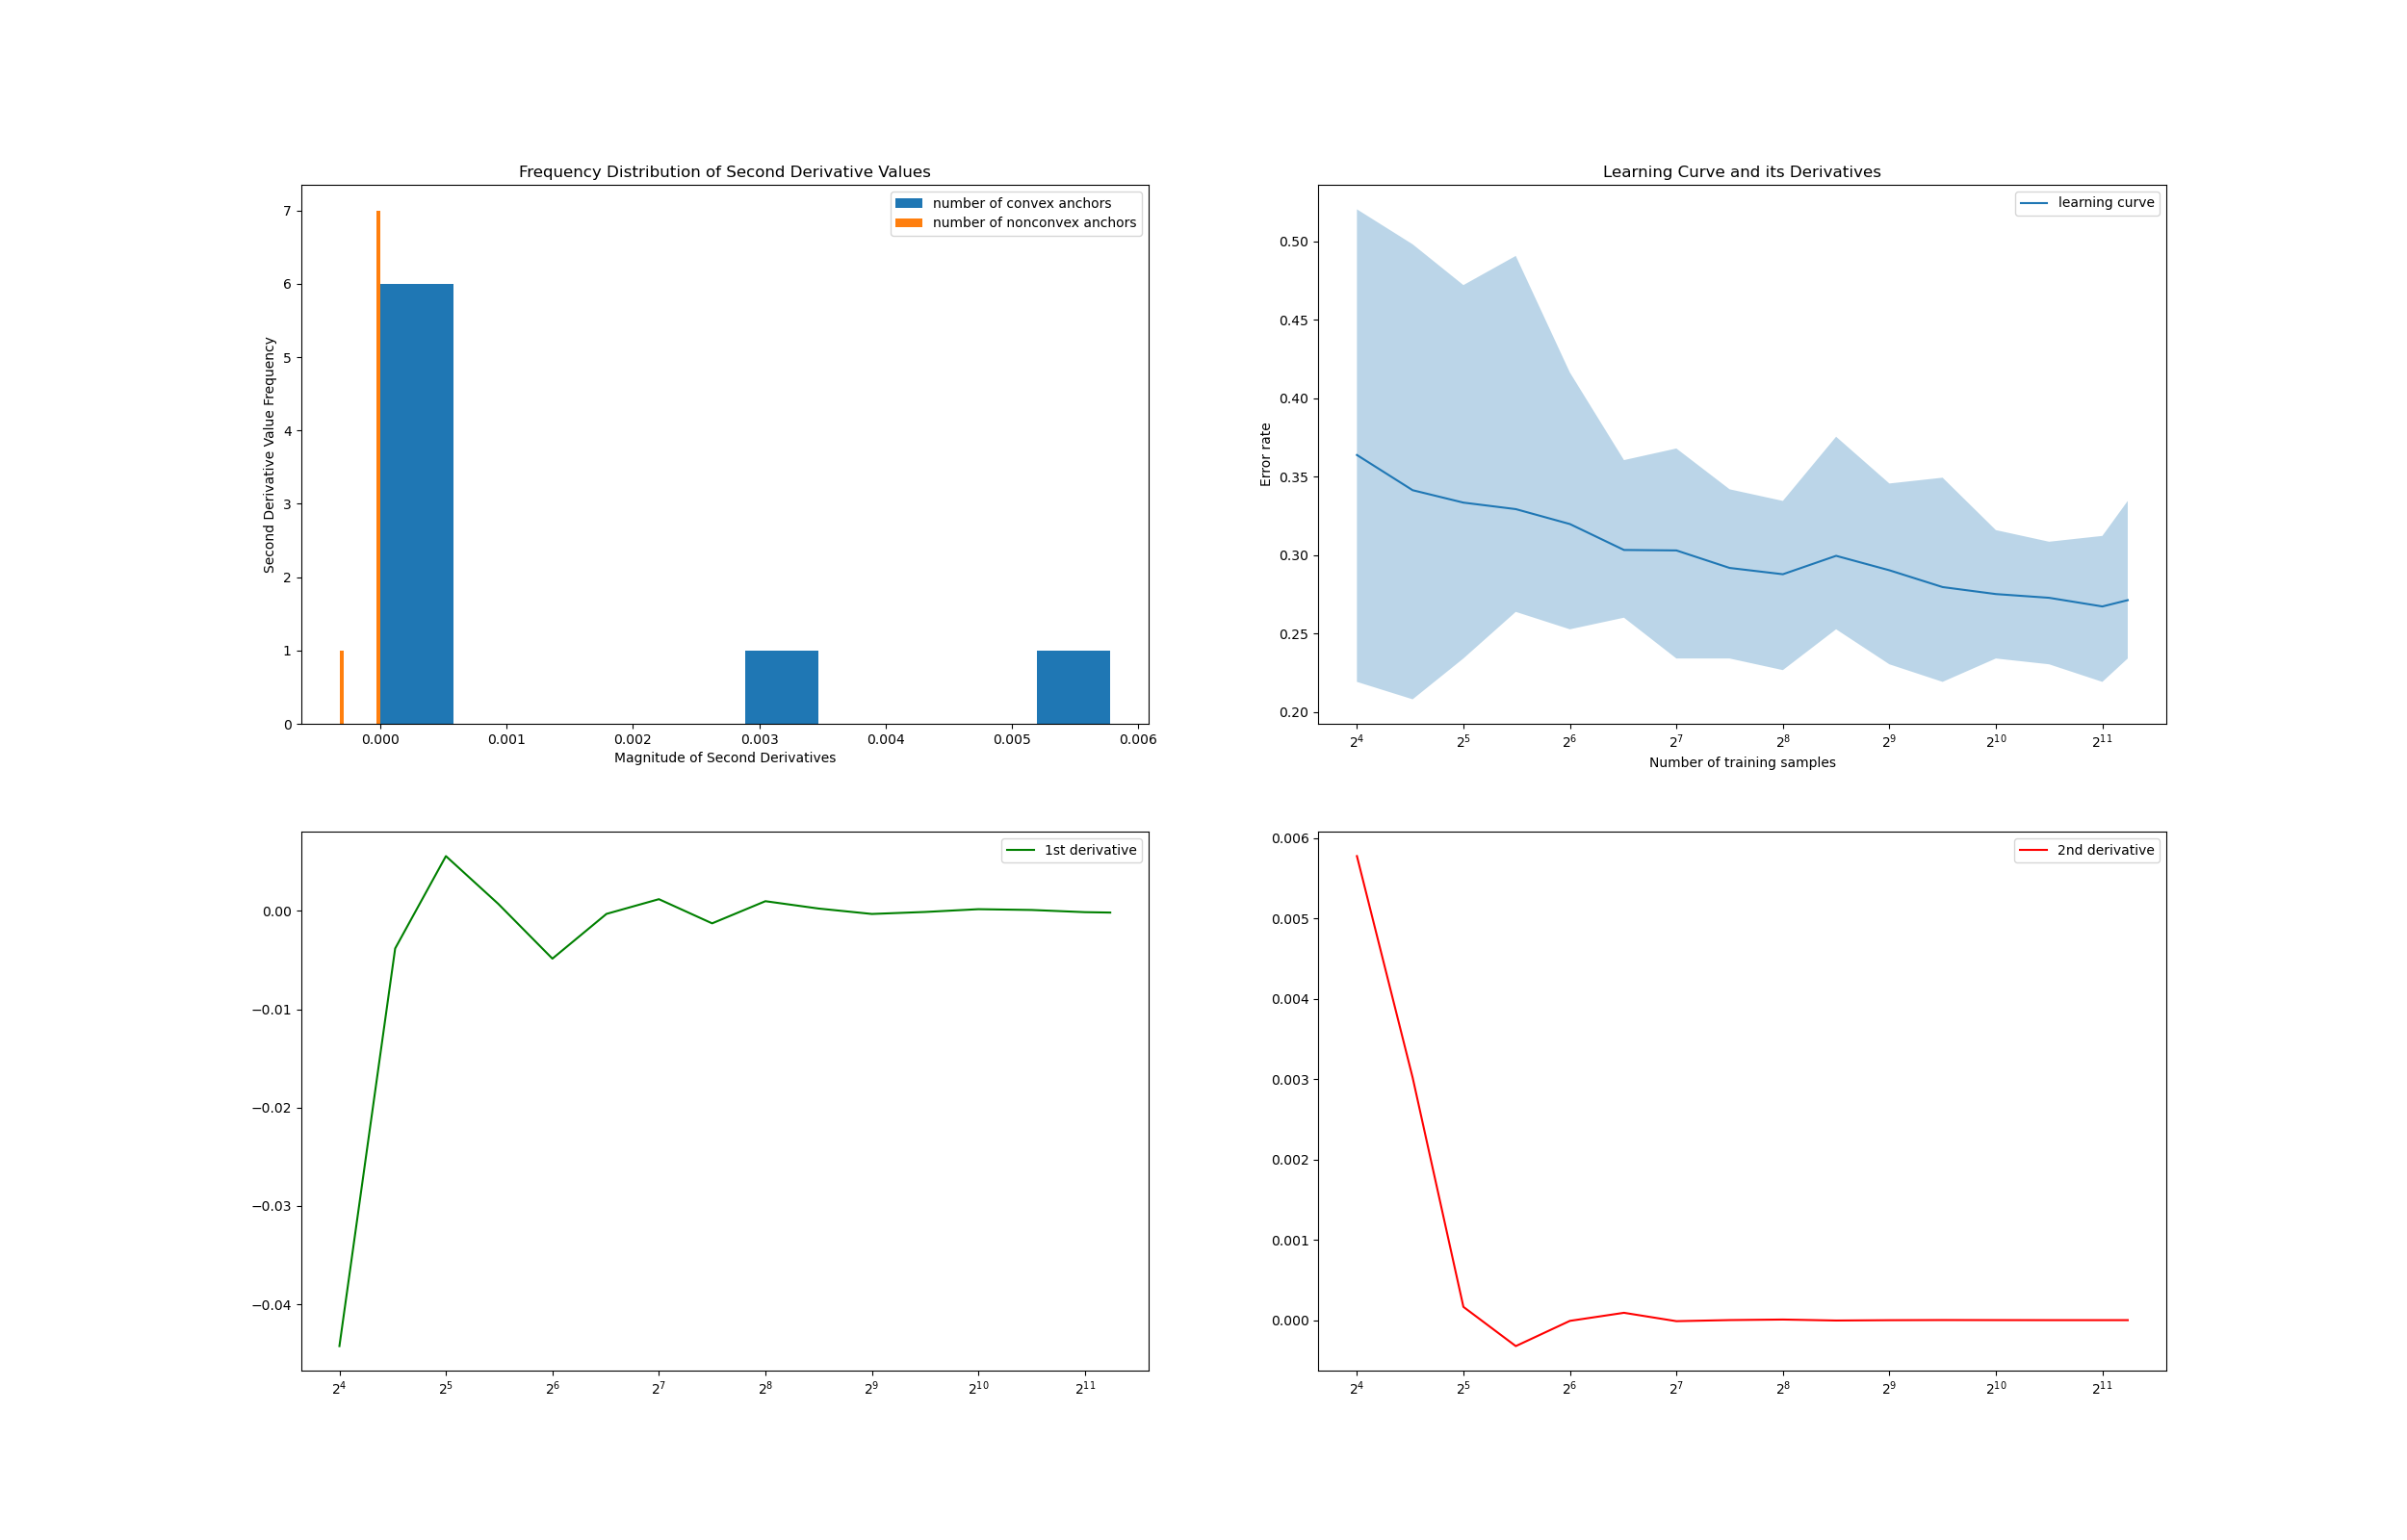 Frequency Distribution of Second Derivative Values
number of convex anchors
number of nonconvex anchors
Second Derivative Value Frequency
7
6
5
4
3
2
1
0
0.000 0.001 0.002 0.003 0.004 0.005 0.006
Magnitude of Second Derivatives
Learning Curve and its Derivatives
learning curve
Error rate
0.50
0.45
0.40
0.35
0.30
0.25
0.20
2⁴ 2⁵ 2⁶ 2⁷ 2⁸ 2⁹ 2¹⁰ 2¹¹
Number of training samples
1st derivative
0.00
−0.01
−0.02
−0.03
−0.04
2⁴ 2⁵ 2⁶ 2⁷ 2⁸ 2⁹ 2¹⁰ 2¹¹
2nd derivative
0.006
0.005
0.004
0.003
0.002
0.001
0.000
2⁴ 2⁵ 2⁶ 2⁷ 2⁸ 2⁹ 2¹⁰ 2¹¹